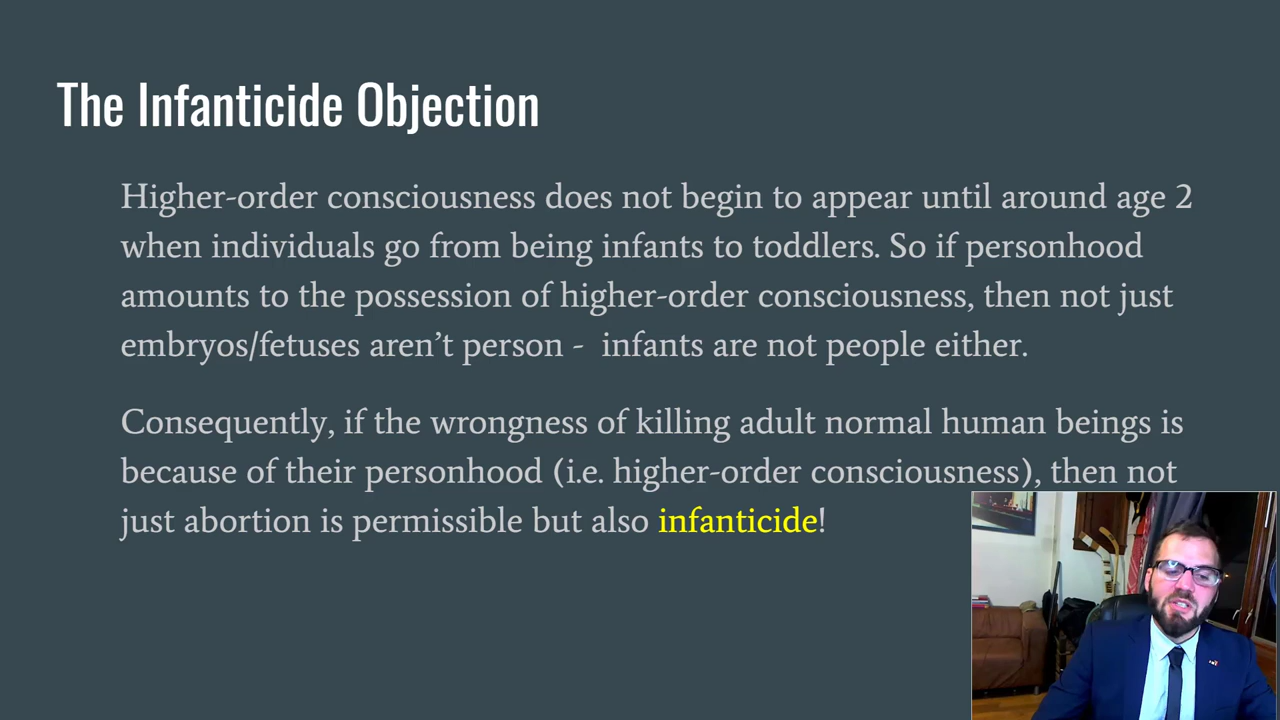 The Infanticide Objection
Higher-order consciousness does not begin to appear until around age 2
when individuals go from being infants to toddlers. So if personhood
amounts to the possession of higher-order consciousness, then not just
embryos/fetuses aren’t person -  infants are not people either.
Consequently, if the wrongness of killing adult normal human beings is
because of their personhood (i.e. higher-order consciousness), then not
just abortion is permissible but also infanticide!